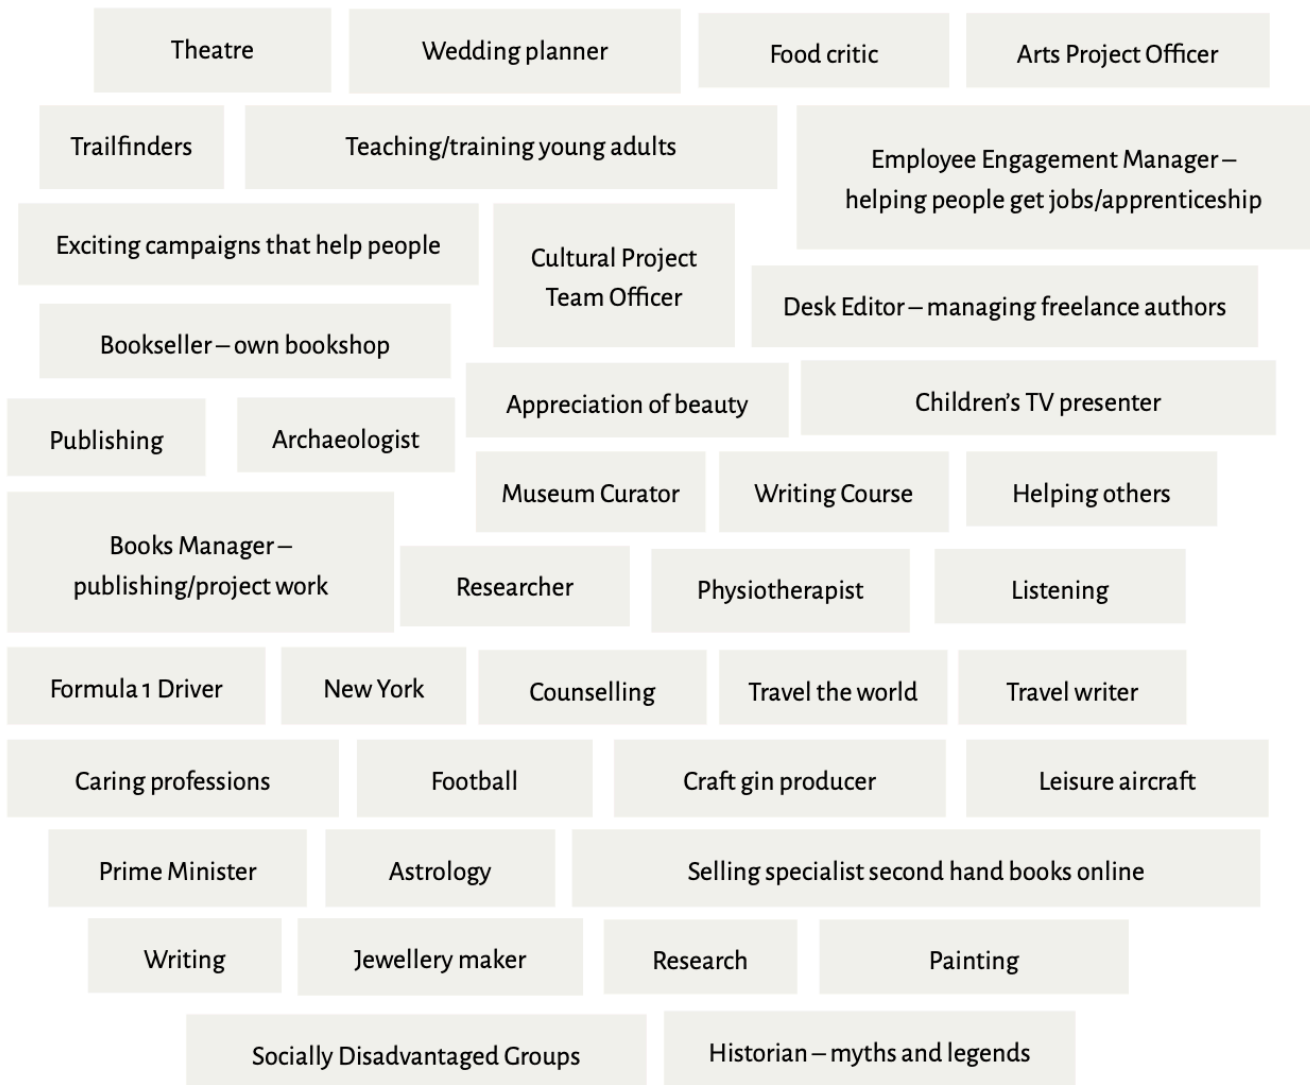 Theatre
Wedding planner
Food critic
Arts Project Officer
Trailfinders
Teaching/training young adults
Employee Engagement Manager –
helping people get jobs/apprenticeship
Exciting campaigns that help people
Cultural Project
Team Officer
Desk Editor – managing freelance authors
Bookseller – own bookshop
Appreciation of beauty
Children’s TV presenter
Publishing
Archaeologist
Museum Curator
Writing Course
Helping others
Books Manager –
publishing/project work
Researcher
Physiotherapist
Listening
Formula 1 Driver
New York
Counselling
Travel the world
Travel writer
Caring professions
Football
Craft gin producer
Leisure aircraft
Prime Minister
Astrology
Selling specialist second hand books online
Writing
Jewellery maker
Research
Painting
Socially Disadvantaged Groups
Historian – myths and legends